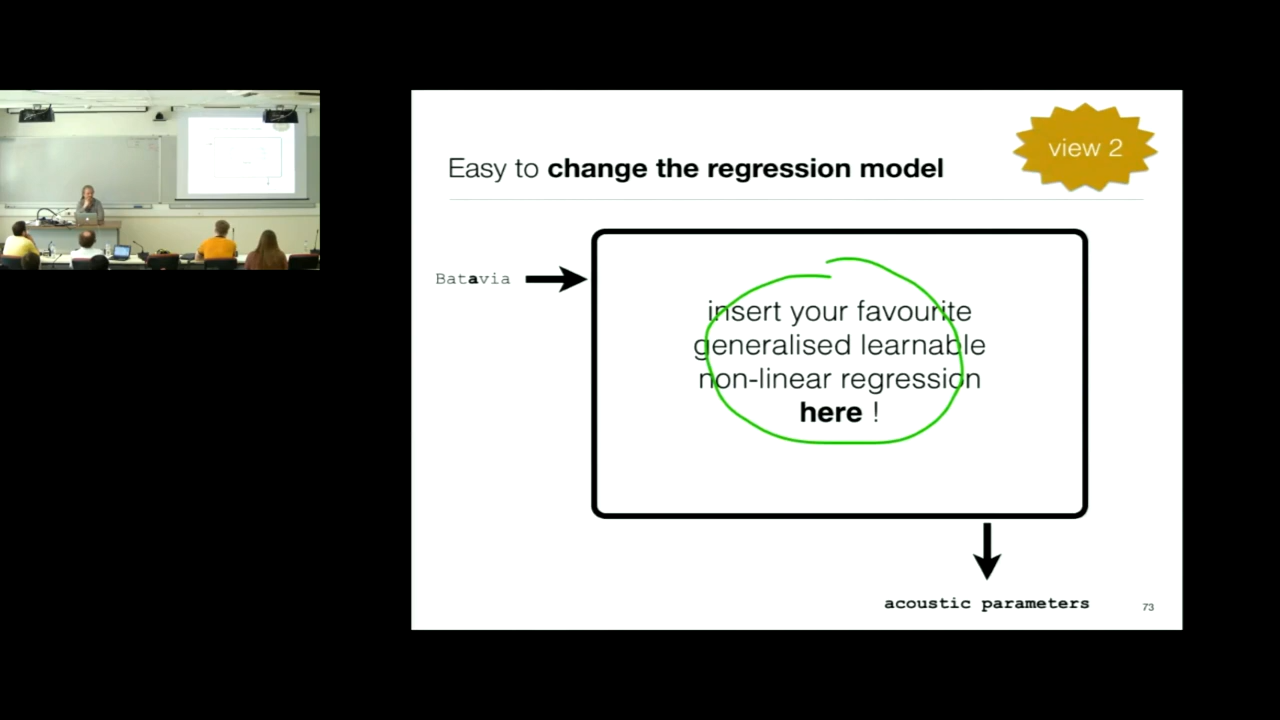 view 2
Easy to change the regression model
Batavia
insert your favourite
generalised learnable
non-linear regression
here !
acoustic parameters
73